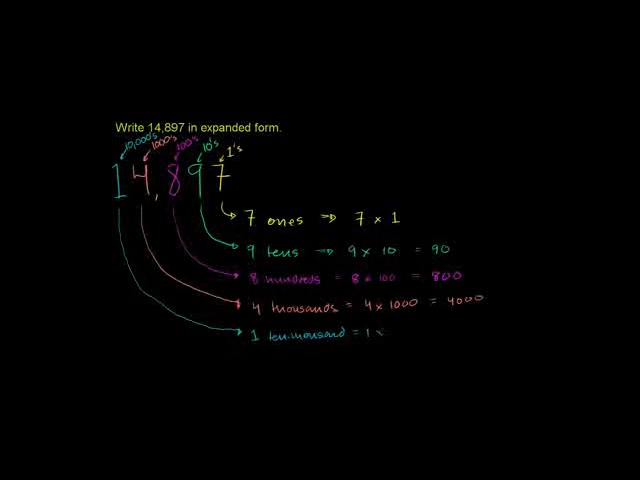 Write 14,897 in expanded form.
10,000's 1000's 100's 10's 1's
14,897
7 ones → 7 × 1
9 tens → 9 × 10 = 90
8 hundreds = 8 × 100 = 800
4 thousands = 4 × 1000 = 4000
1 ten-thousand = 1 ×